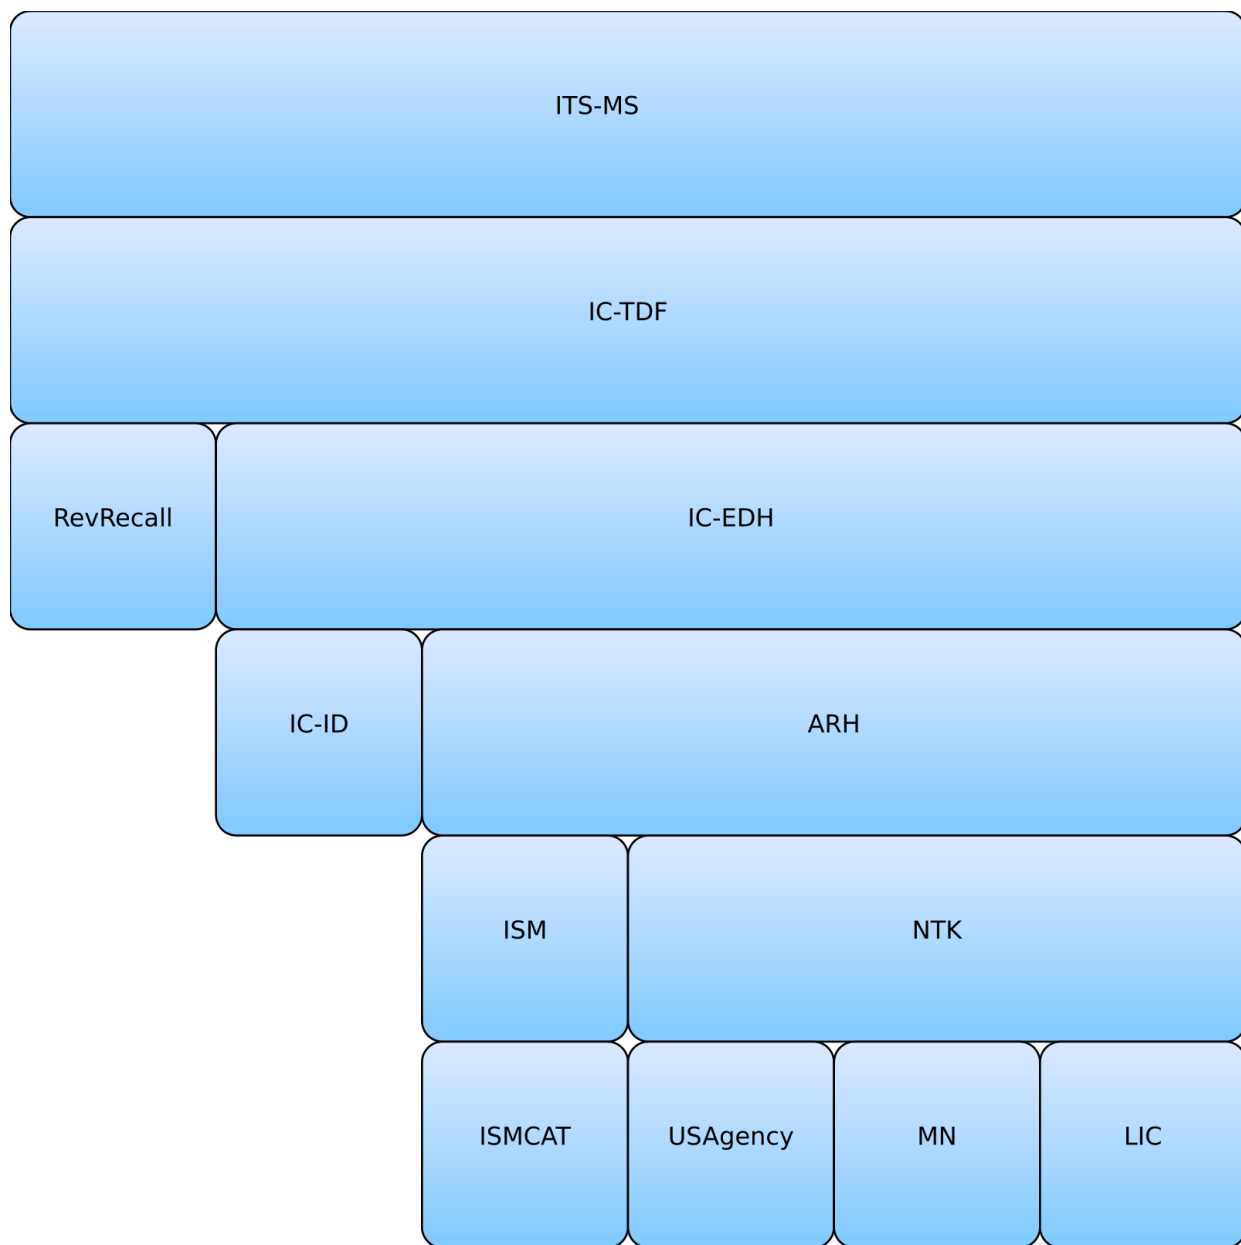 ITS-MS
IC-TDF
RevRecall
IC-EDH
IC-ID
ARH
ISM
NTK
ISMCAT
USAgency
MN
LIC